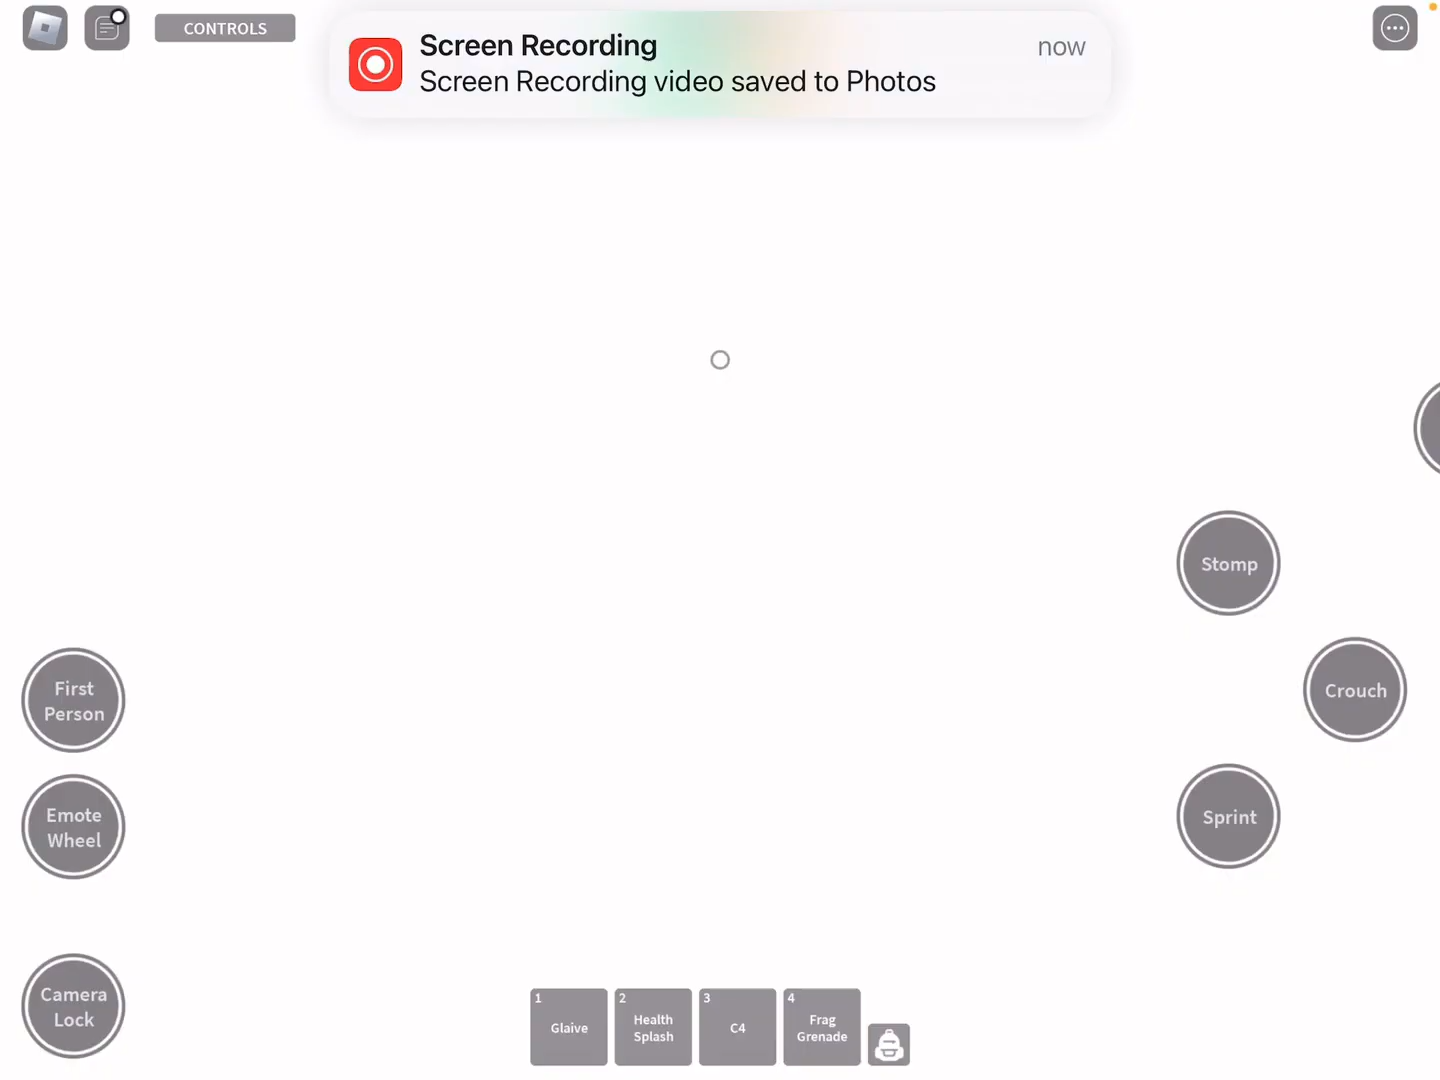 CONTROLS
Screen Recording
now
Screen Recording video saved to Photos
Stomp
First
Person
Crouch
Emote
Wheel
Sprint
Camera
Lock
1
Glaive
2
Health
Splash
3
C4
4
Frag
Grenade